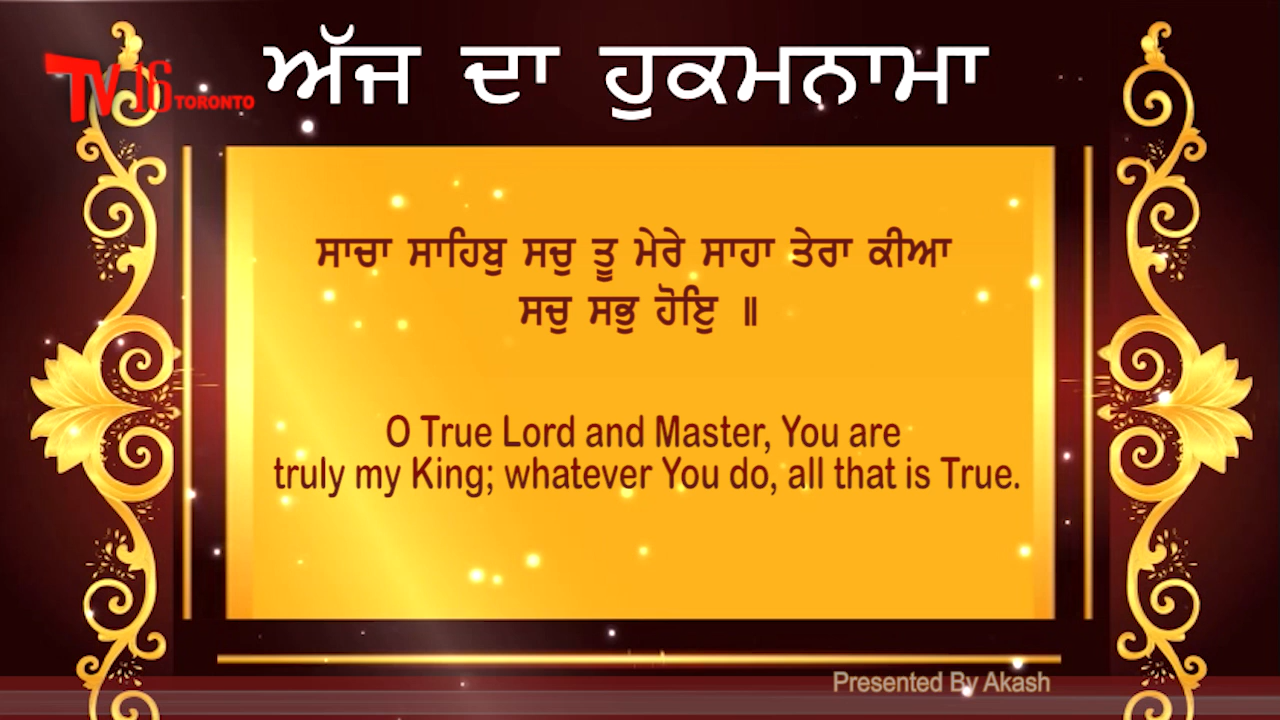 TV16 TORONTO
ਅੱਜ ਦਾ ਹੁਕਮਨਾਮਾ
ਸਾਚਾ ਸਾਹਿਬੁ ਸਚੁ ਤੂ ਮੇਰੇ ਸਾਹਾ ਤੇਰਾ ਕੀਆ
ਸਚੁ ਸਭੁ ਹੋਇ ॥
O True Lord and Master, You are
truly my King; whatever You do, all that is True.
Presented By Akash